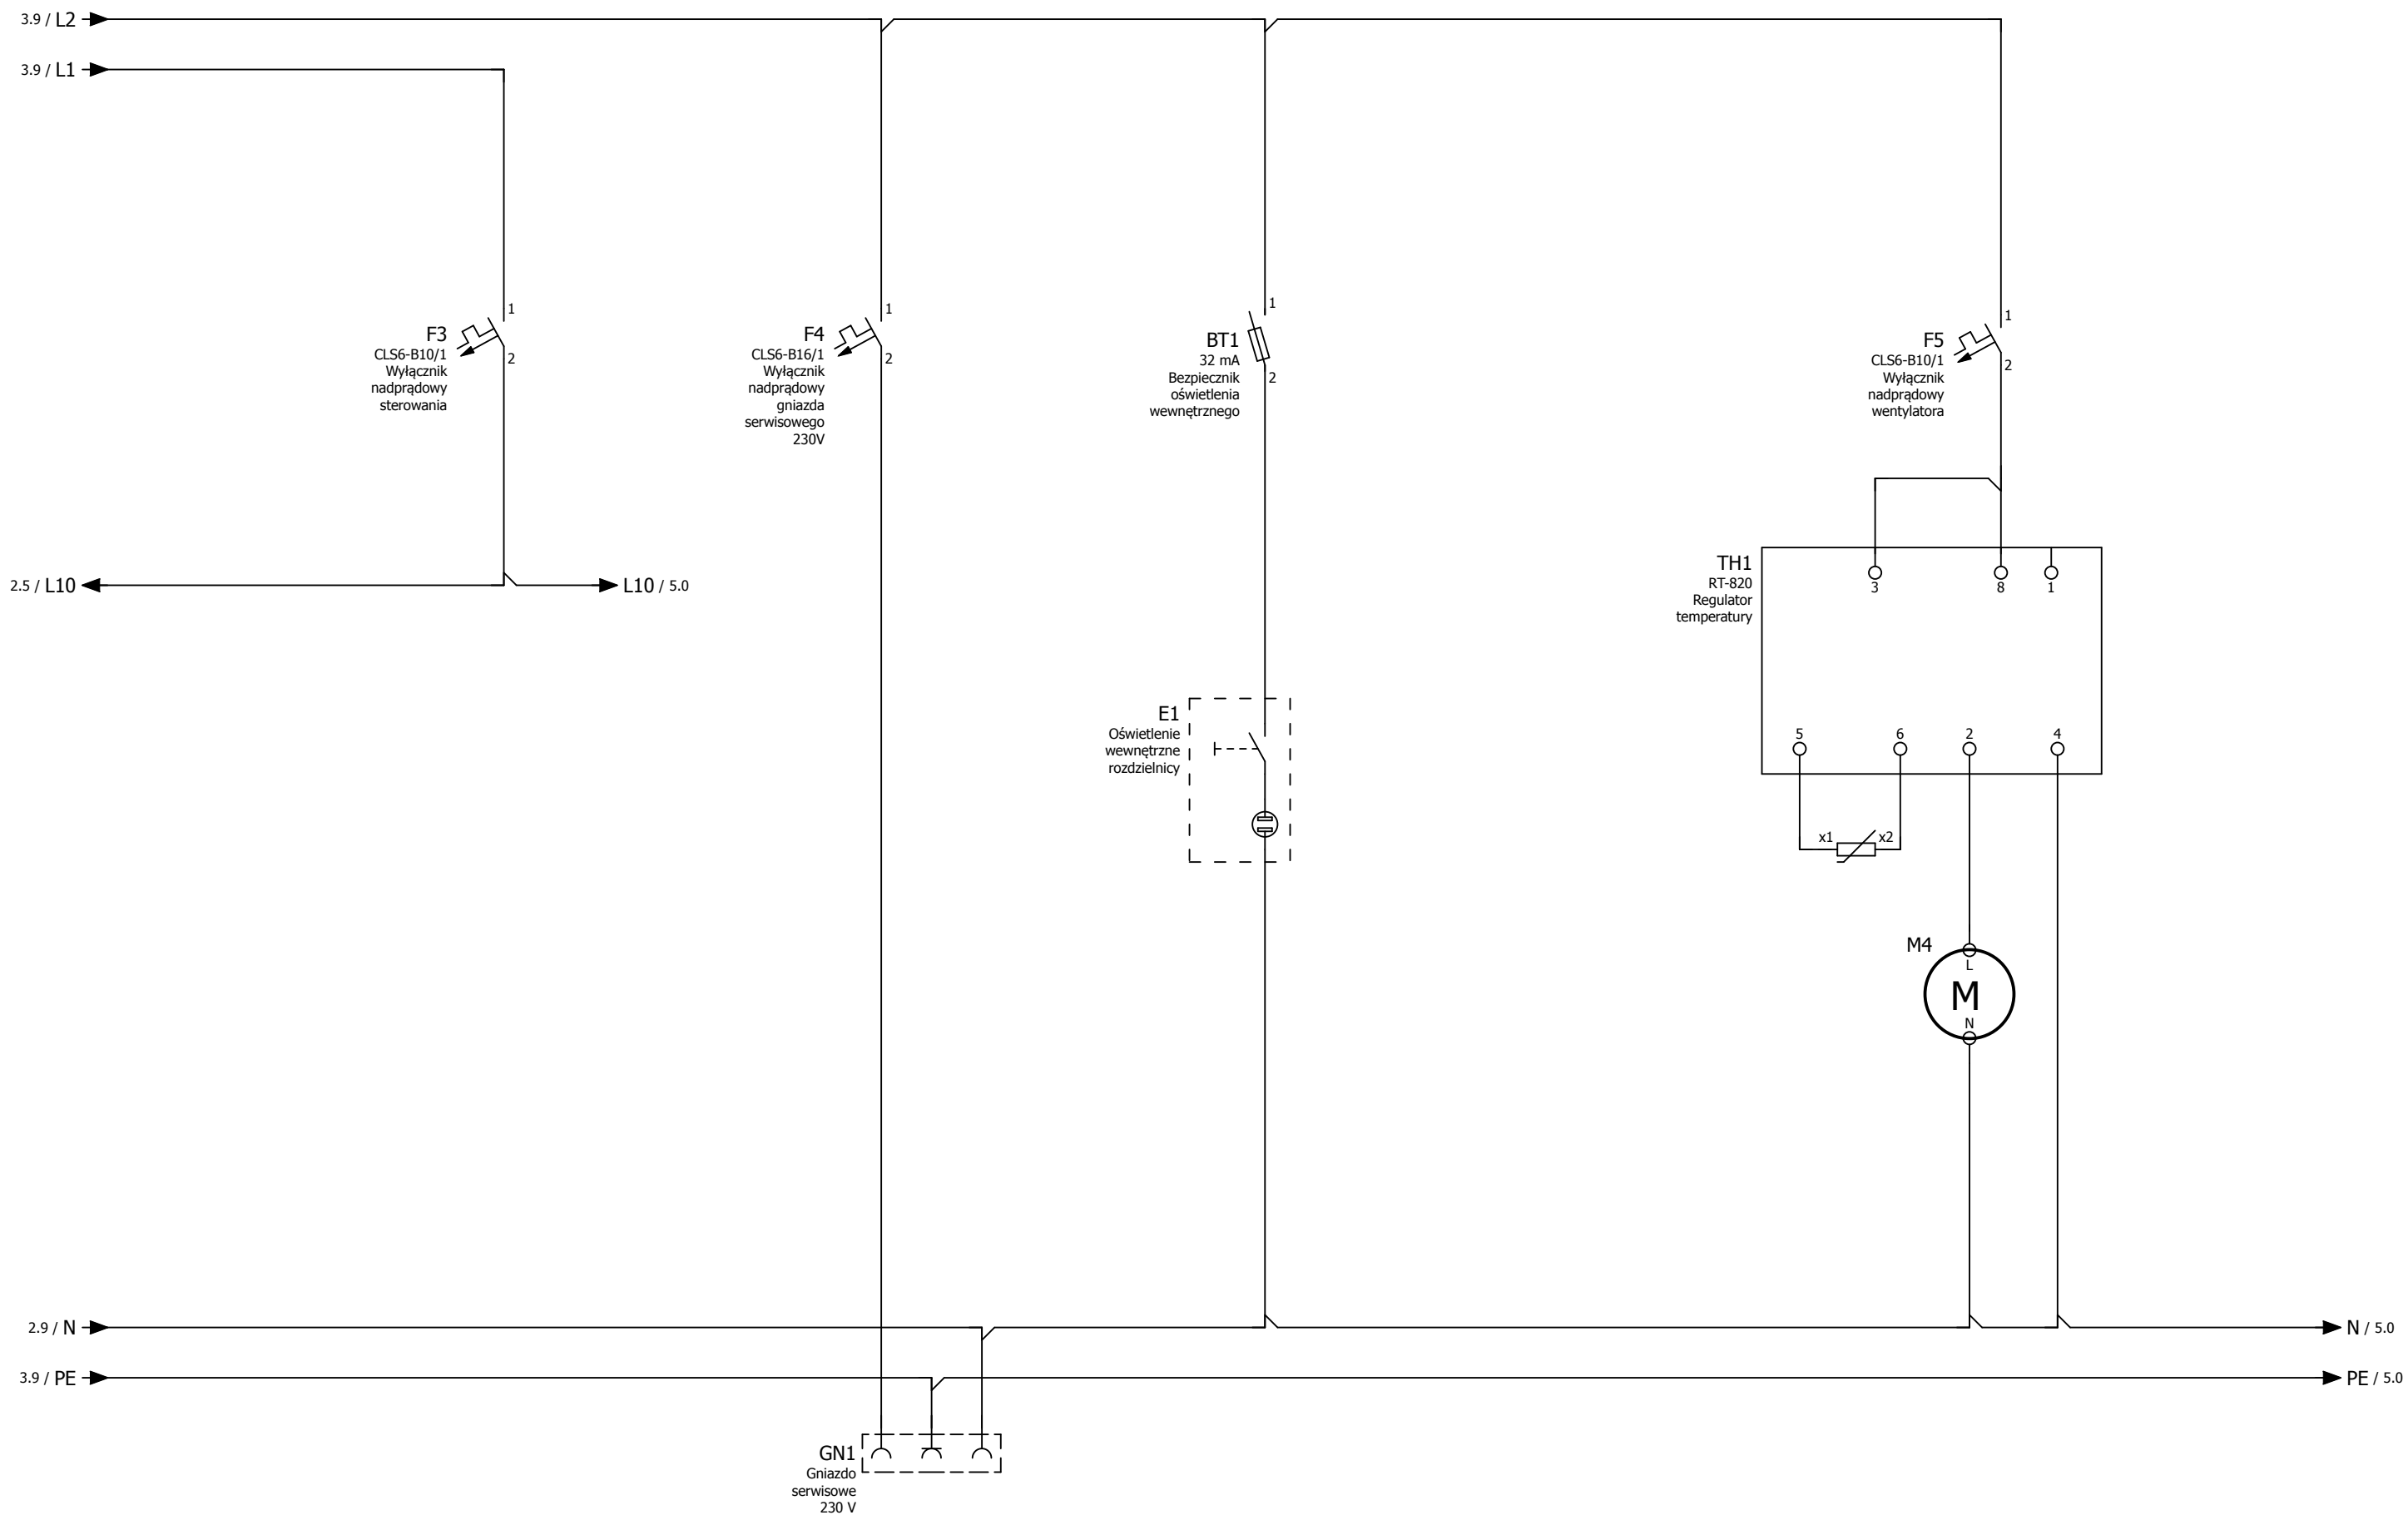 3.9 / L2
3.9 / L1
1
F3
CLS6-B10/1
Wyłącznik
nadprądowy
sterowania
2
1
F4
CLS6-B16/1
Wyłącznik
nadprądowy
gniazda
serwisowego
230V
2
1
BT1
32 mA
Bezpiecznik
oświetlenia
wewnętrznego
2
1
F5
CLS6-B10/1
Wyłącznik
nadprądowy
wentylatora
2
2.5 / L10
L10 / 5.0
TH1
RT-820
Regulator
temperatury
3
8
1
5
6
2
4
E1
Oświetlenie
wewnętrzne
rozdzielnicy
x1
x2
M4
L
M
N
2.9 / N
N / 5.0
3.9 / PE
PE / 5.0
GN1
Gniazdo
serwisowe
230 V